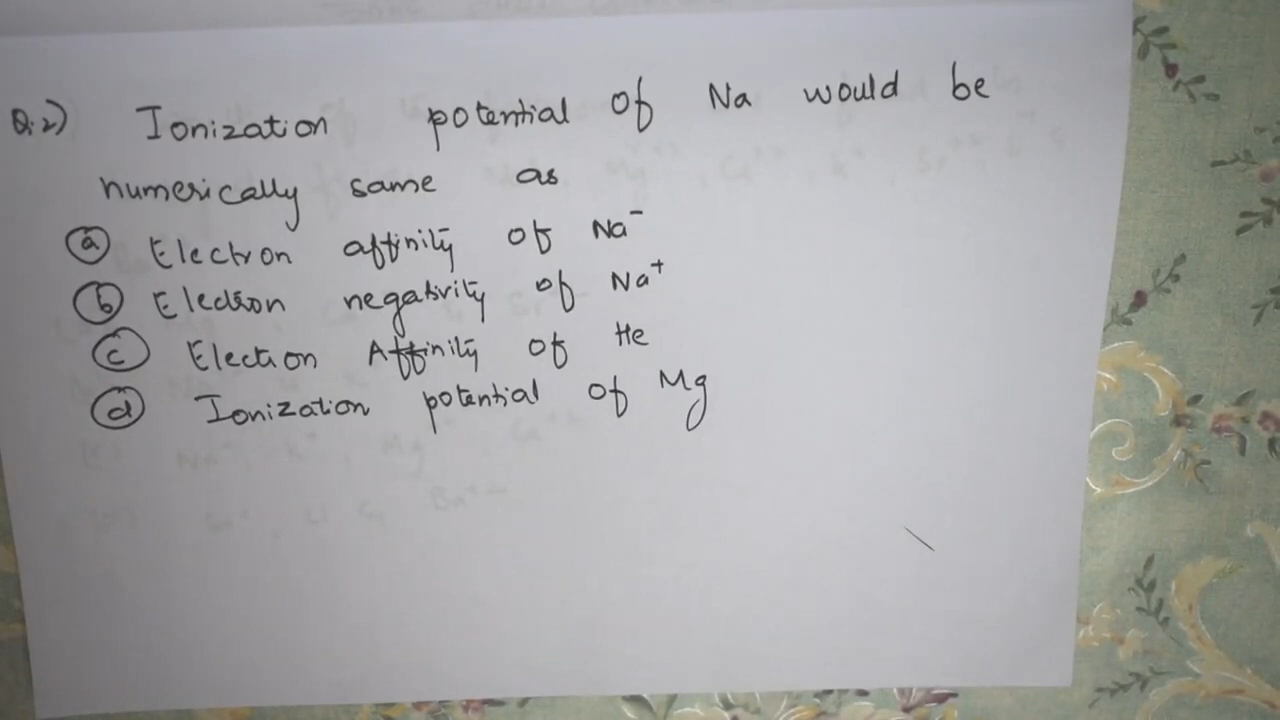 Q.2) Ionization potential of Na would be
numerically same as
(a) Electron affinity of Na⁻
(b) Electron negativity of Na⁺
(c) Election Affinity of He
(d) Ionization potential of Mg